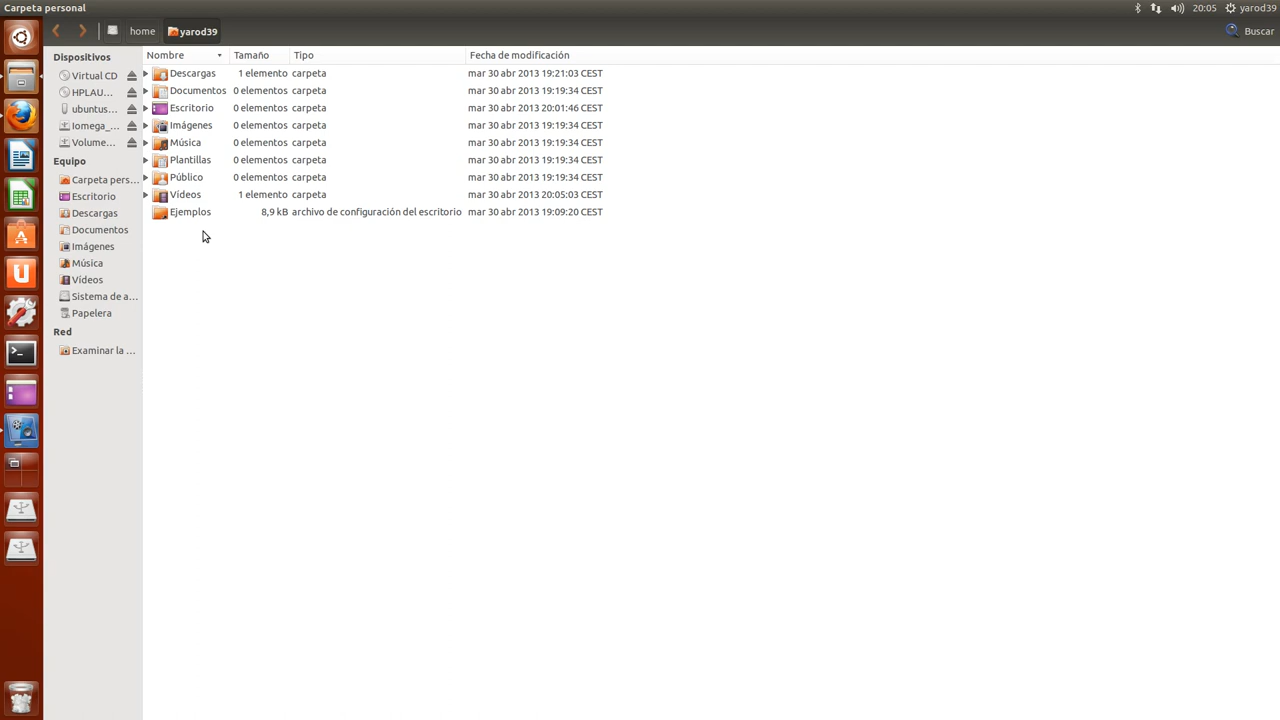 Carpeta personal 20:05 yarod39
home yarod39 Buscar
Dispositivos
Virtual CD
HPLAU...
ubuntus...
Iomega_...
Volume...
Equipo
Carpeta pers...
Escritorio
Descargas
Documentos
Imágenes
Música
Vídeos
Sistema de a...
Papelera
Red
Examinar la ...
Nombre Tamaño Tipo Fecha de modificación
Descargas 1 elemento carpeta mar 30 abr 2013 19:21:03 CEST
Documentos 0 elementos carpeta mar 30 abr 2013 19:19:34 CEST
Escritorio 0 elementos carpeta mar 30 abr 2013 20:01:46 CEST
Imágenes 0 elementos carpeta mar 30 abr 2013 19:19:34 CEST
Música 0 elementos carpeta mar 30 abr 2013 19:19:34 CEST
Plantillas 0 elementos carpeta mar 30 abr 2013 19:19:34 CEST
Público 0 elementos carpeta mar 30 abr 2013 19:19:34 CEST
Vídeos 1 elemento carpeta mar 30 abr 2013 20:05:03 CEST
Ejemplos 8,9 kB archivo de configuración del escritorio mar 30 abr 2013 19:09:20 CEST